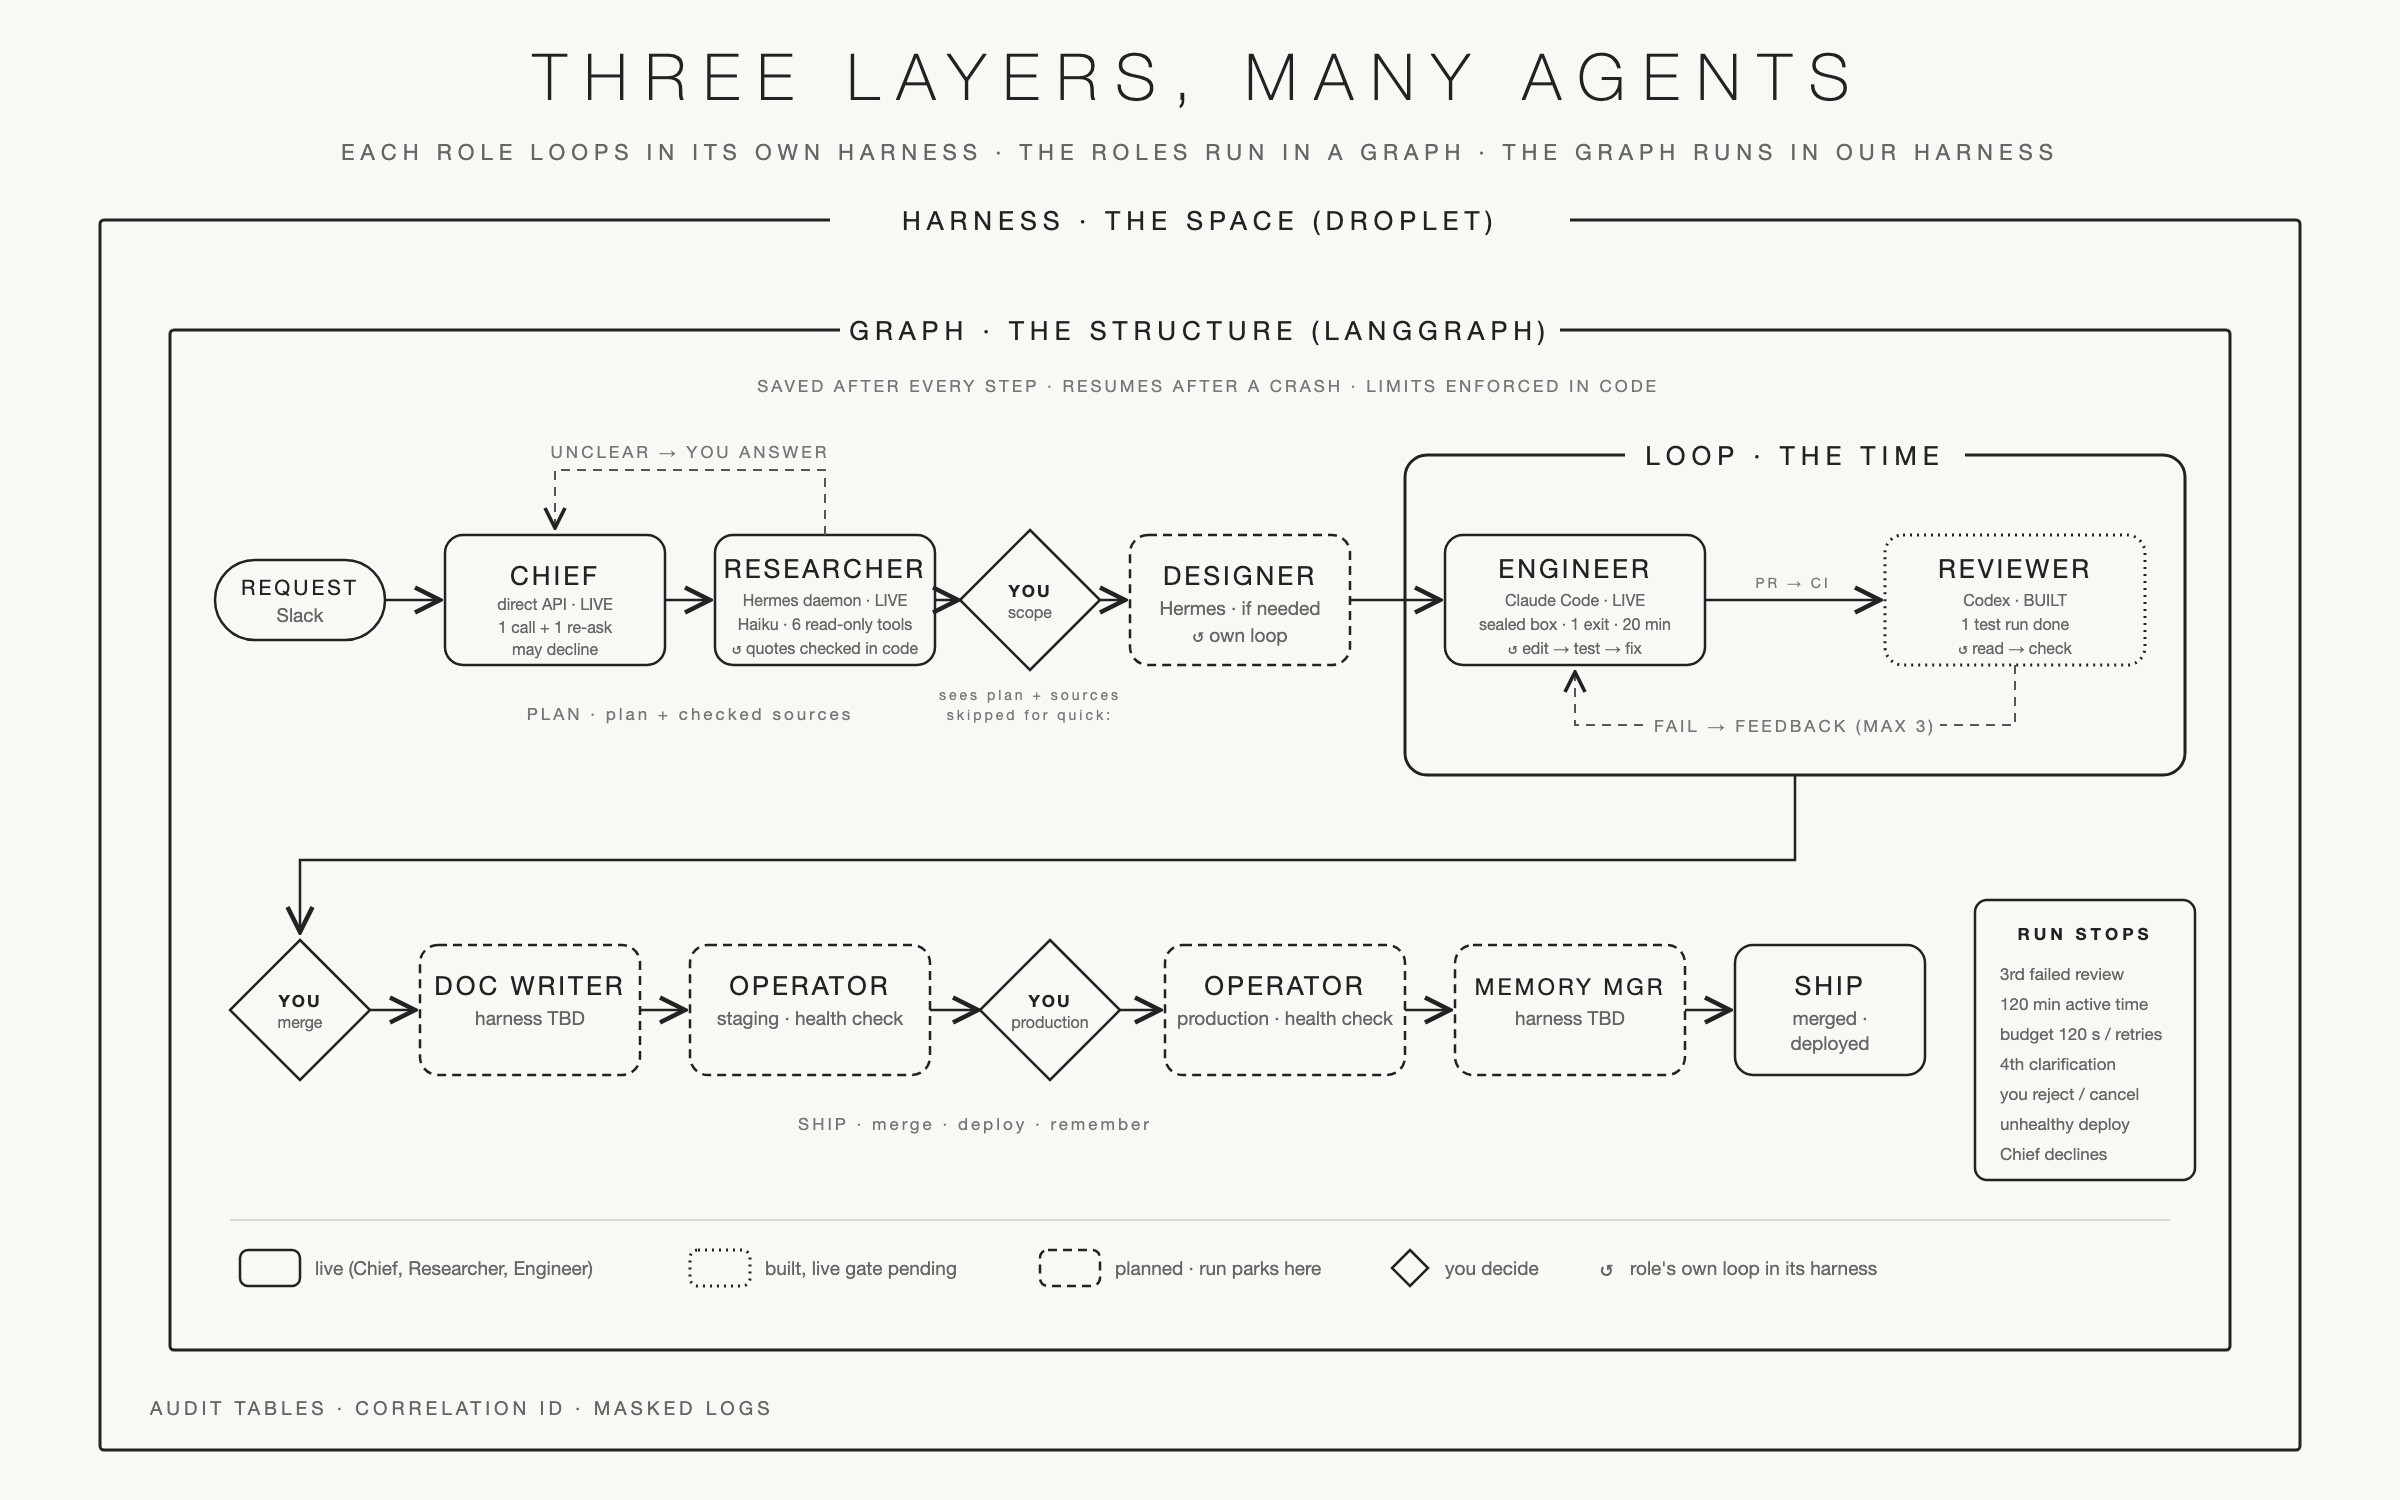 THREE LAYERS, MANY AGENTS
EACH ROLE LOOPS IN ITS OWN HARNESS · THE ROLES RUN IN A GRAPH · THE GRAPH RUNS IN OUR HARNESS
HARNESS · THE SPACE (DROPLET)
GRAPH · THE STRUCTURE (LANGGRAPH)
SAVED AFTER EVERY STEP · RESUMES AFTER A CRASH · LIMITS ENFORCED IN CODE
UNCLEAR → YOU ANSWER
LOOP · THE TIME
REQUEST
Slack
CHIEF
direct API · LIVE
1 call + 1 re-ask
may decline
RESEARCHER
Hermes daemon · LIVE
Haiku · 6 read-only tools
↺ quotes checked in code
PLAN · plan + checked sources
YOU
scope
sees plan + sources
skipped for quick:
DESIGNER
Hermes · if needed
↺ own loop
ENGINEER
Claude Code · LIVE
sealed box · 1 exit · 20 min
↺ edit → test → fix
PR → CI
REVIEWER
Codex · BUILT
1 test run done
↺ read → check
FAIL → FEEDBACK (MAX 3)
YOU
merge
DOC WRITER
harness TBD
OPERATOR
staging · health check
YOU
production
OPERATOR
production · health check
MEMORY MGR
harness TBD
SHIP
merged ·
deployed
SHIP · merge · deploy · remember
RUN STOPS
3rd failed review
120 min active time
budget 120 s / retries
4th clarification
you reject / cancel
unhealthy deploy
Chief declines
live (Chief, Researcher, Engineer)
built, live gate pending
planned · run parks here
you decide
↺ role's own loop in its harness
AUDIT TABLES · CORRELATION ID · MASKED LOGS